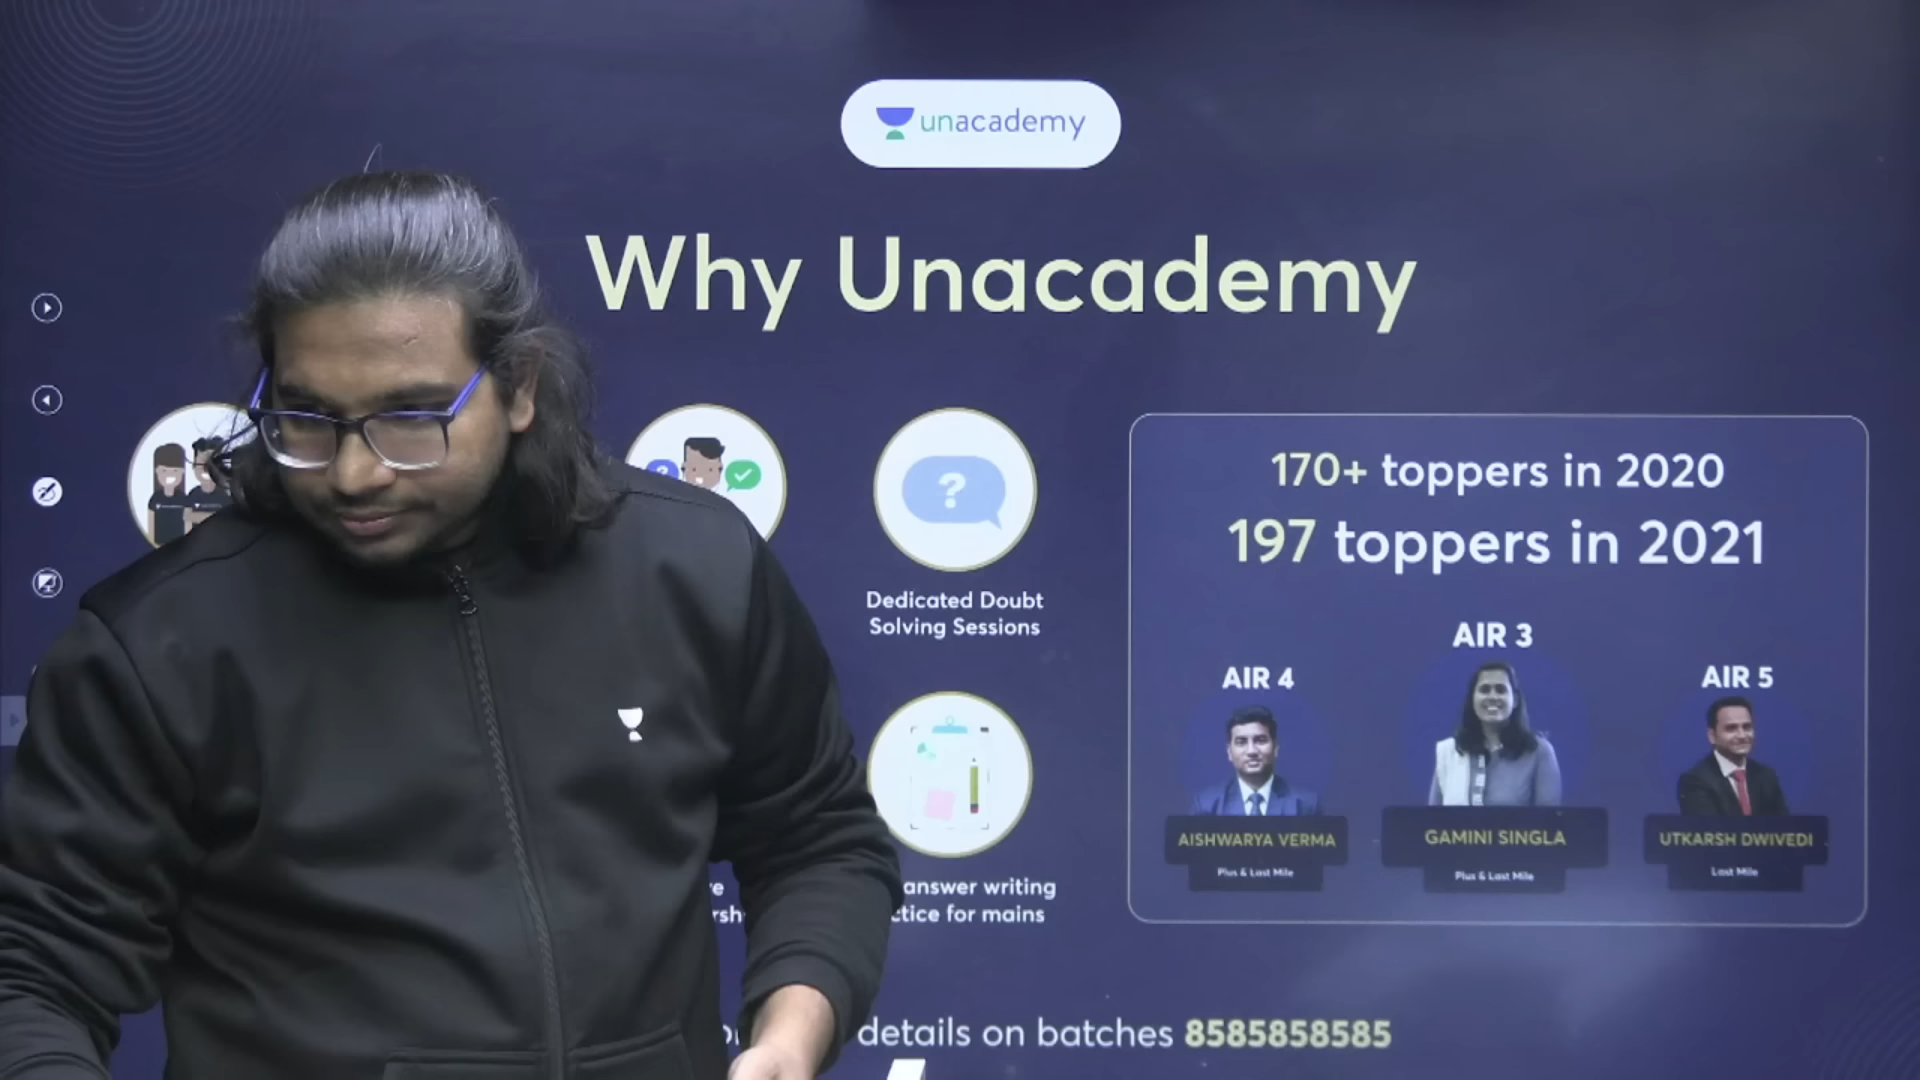 unacademy
Why Unacademy
Dedicated Doubt
Solving Sessions
answer writing
for mains
170+ toppers in 2020
197 toppers in 2021
AIR 4
AIR 3
AIR 5
AISHWARYA VERMA
Plus & Last Mile
GAMINI SINGLA
Plus & Last Mile
UTKARSH DWIVEDI
Last Mile
details on batches 8585858585